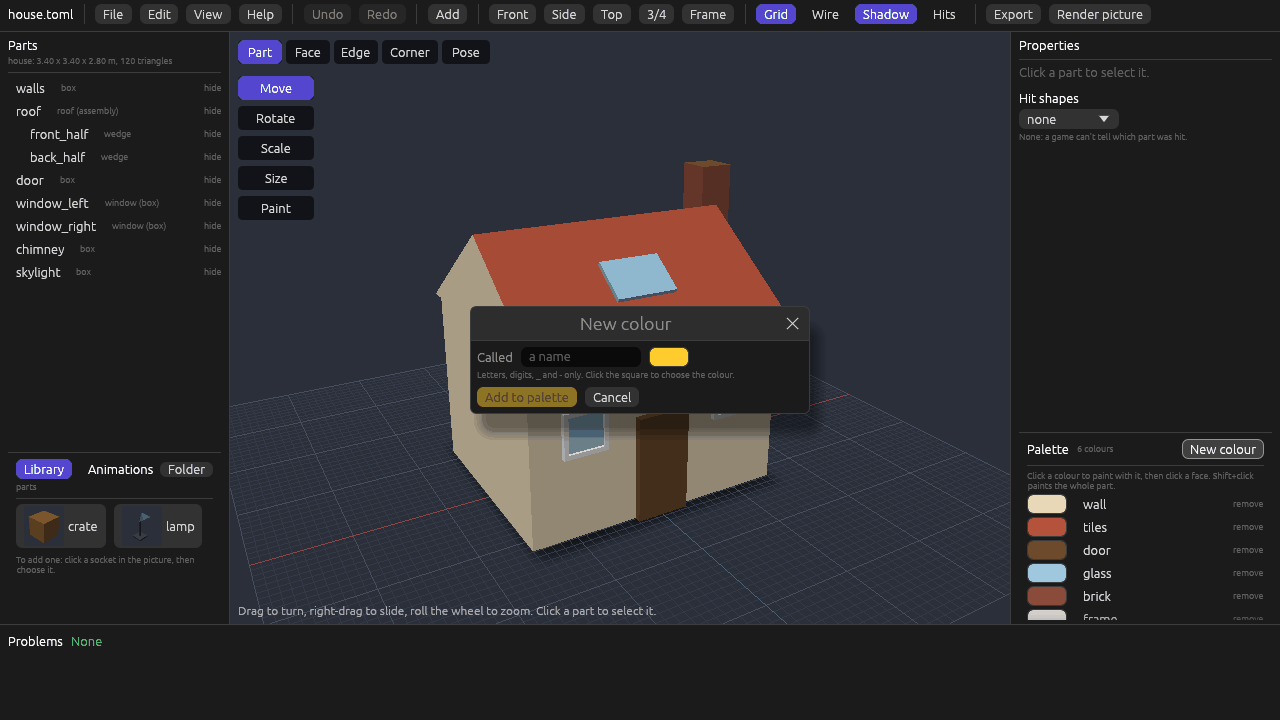 house.toml File Edit View Help Undo Redo Add Front Side Top 3/4 Frame Grid Wire Shadow Hits Export Render picture
Parts
house: 3.40 x 3.40 x 2.80 m, 120 triangles
walls box hide
roof roof (assembly) hide
front_half wedge hide
back_half wedge hide
door box hide
window_left window (box) hide
window_right window (box) hide
chimney box hide
skylight box hide
Library Animations Folder
parts
crate lamp
To add one: click a socket in the picture, then
choose it.
Part Face Edge Corner Pose
Move
Rotate
Scale
Size
Paint
New colour
Called a name
Letters, digits, _ and - only. Click the square to choose the colour.
Add to palette Cancel
Drag to turn, right-drag to slide, roll the wheel to zoom. Click a part to select it.
Properties
Click a part to select it.
Hit shapes
none
None: a game can't tell which part was hit.
Palette 6 colours New colour
Click a colour to paint with it, then click a face. Shift+click
paints the whole part.
wall remove
tiles remove
door remove
glass remove
brick remove
frame remove
Problems None